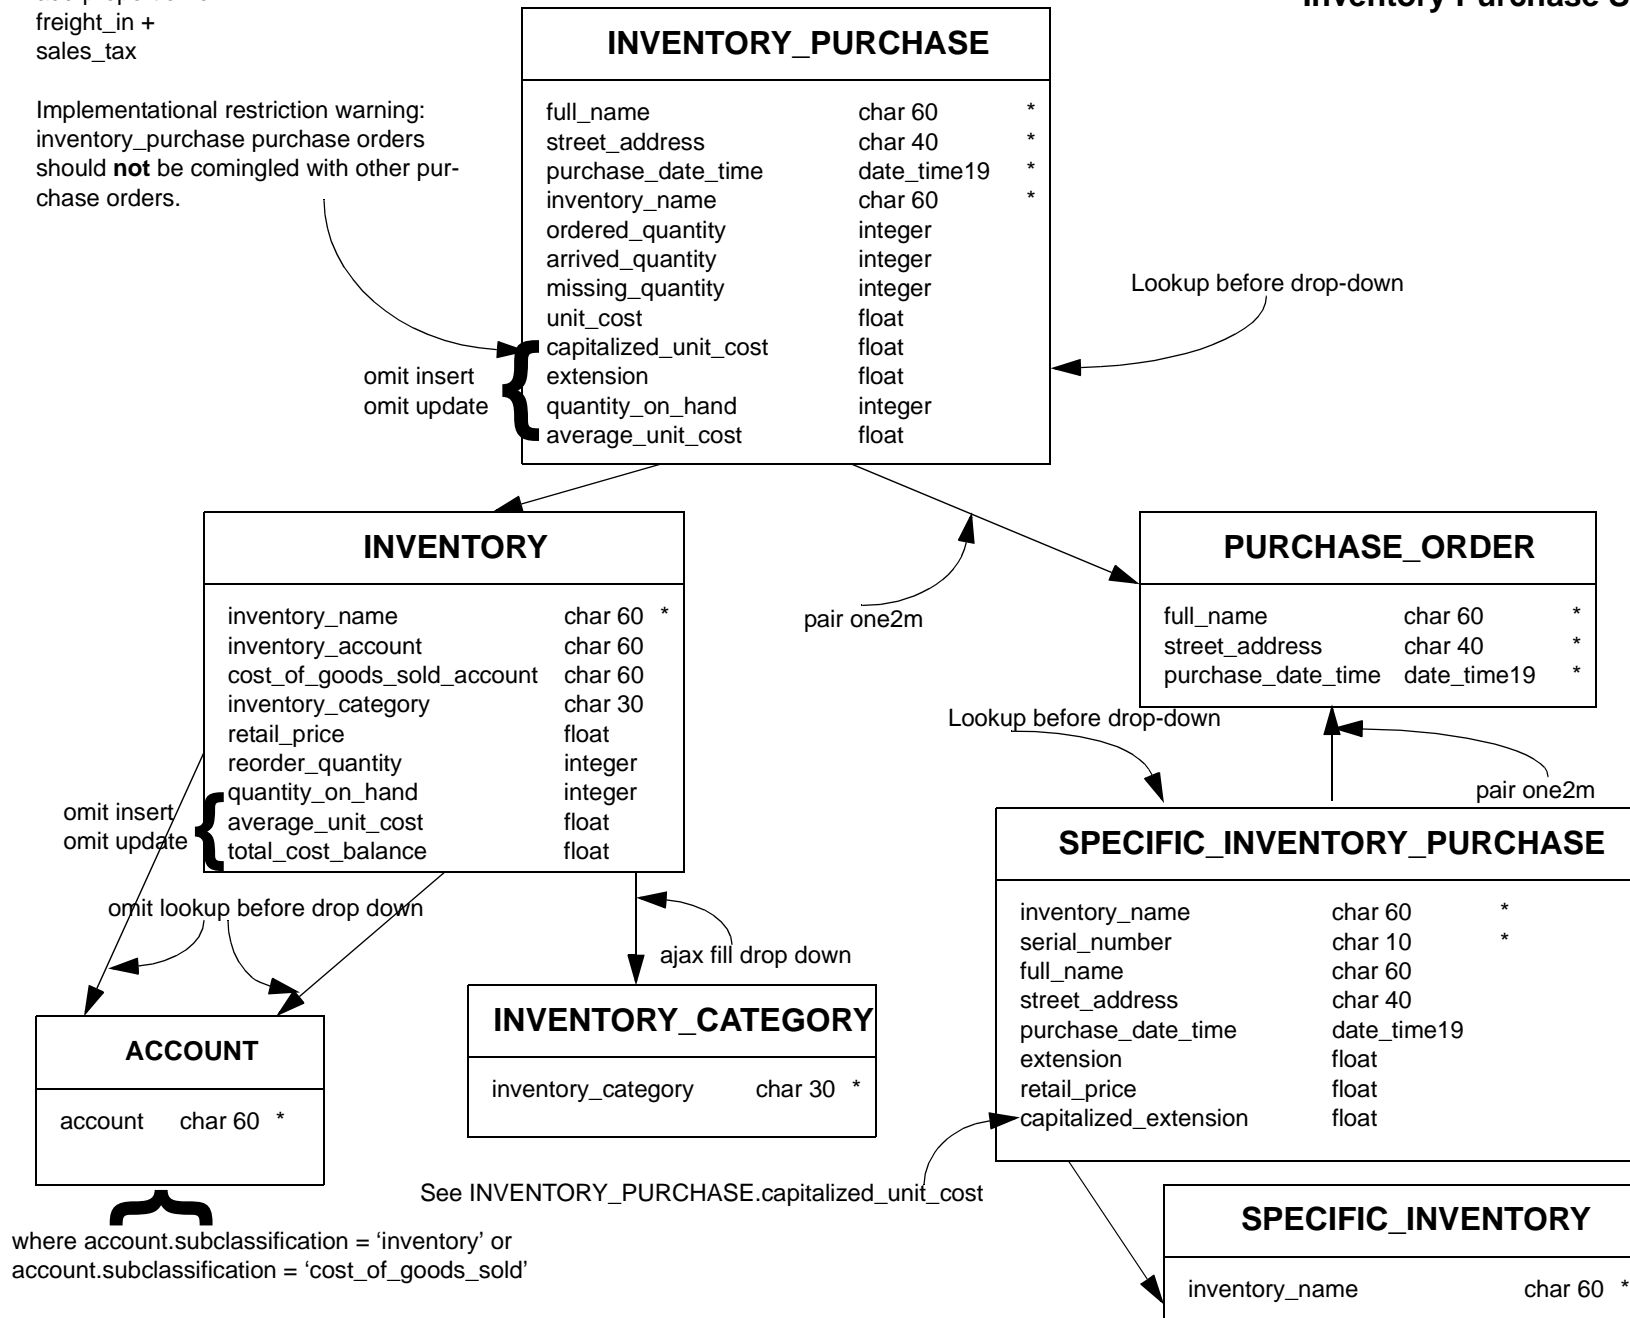 freight_in +
sales_tax
Inventory Purchase
Implementational restriction warning:
inventory_purchase purchase orders
should not be comingled with other pur-
chase orders.
INVENTORY_PURCHASE
full_name char 60 *
street_address char 40 *
purchase_date_time date_time19 *
inventory_name char 60 *
ordered_quantity integer
arrived_quantity integer
missing_quantity integer
unit_cost float
capitalized_unit_cost float
extension float
quantity_on_hand integer
average_unit_cost float
omit insert
omit update
Lookup before drop-down
INVENTORY
inventory_name char 60 *
inventory_account char 60
cost_of_goods_sold_account char 60
inventory_category char 30
retail_price float
reorder_quantity integer
quantity_on_hand integer
average_unit_cost float
total_cost_balance float
omit insert
omit update
pair one2m
PURCHASE_ORDER
full_name char 60 *
street_address char 40 *
purchase_date_time date_time19 *
Lookup before drop-down
pair one2m
omit lookup before drop down
ajax fill drop down
SPECIFIC_INVENTORY_PURCHASE
inventory_name char 60 *
serial_number char 10 *
full_name char 60
street_address char 40
purchase_date_time date_time19
extension float
retail_price float
capitalized_extension float
ACCOUNT
account char 60 *
INVENTORY_CATEGORY
inventory_category char 30 *
See INVENTORY_PURCHASE.capitalized_unit_cost
where account.subclassification = ‘inventory’ or
account.subclassification = ‘cost_of_goods_sold’
SPECIFIC_INVENTORY
inventory_name char 60 *